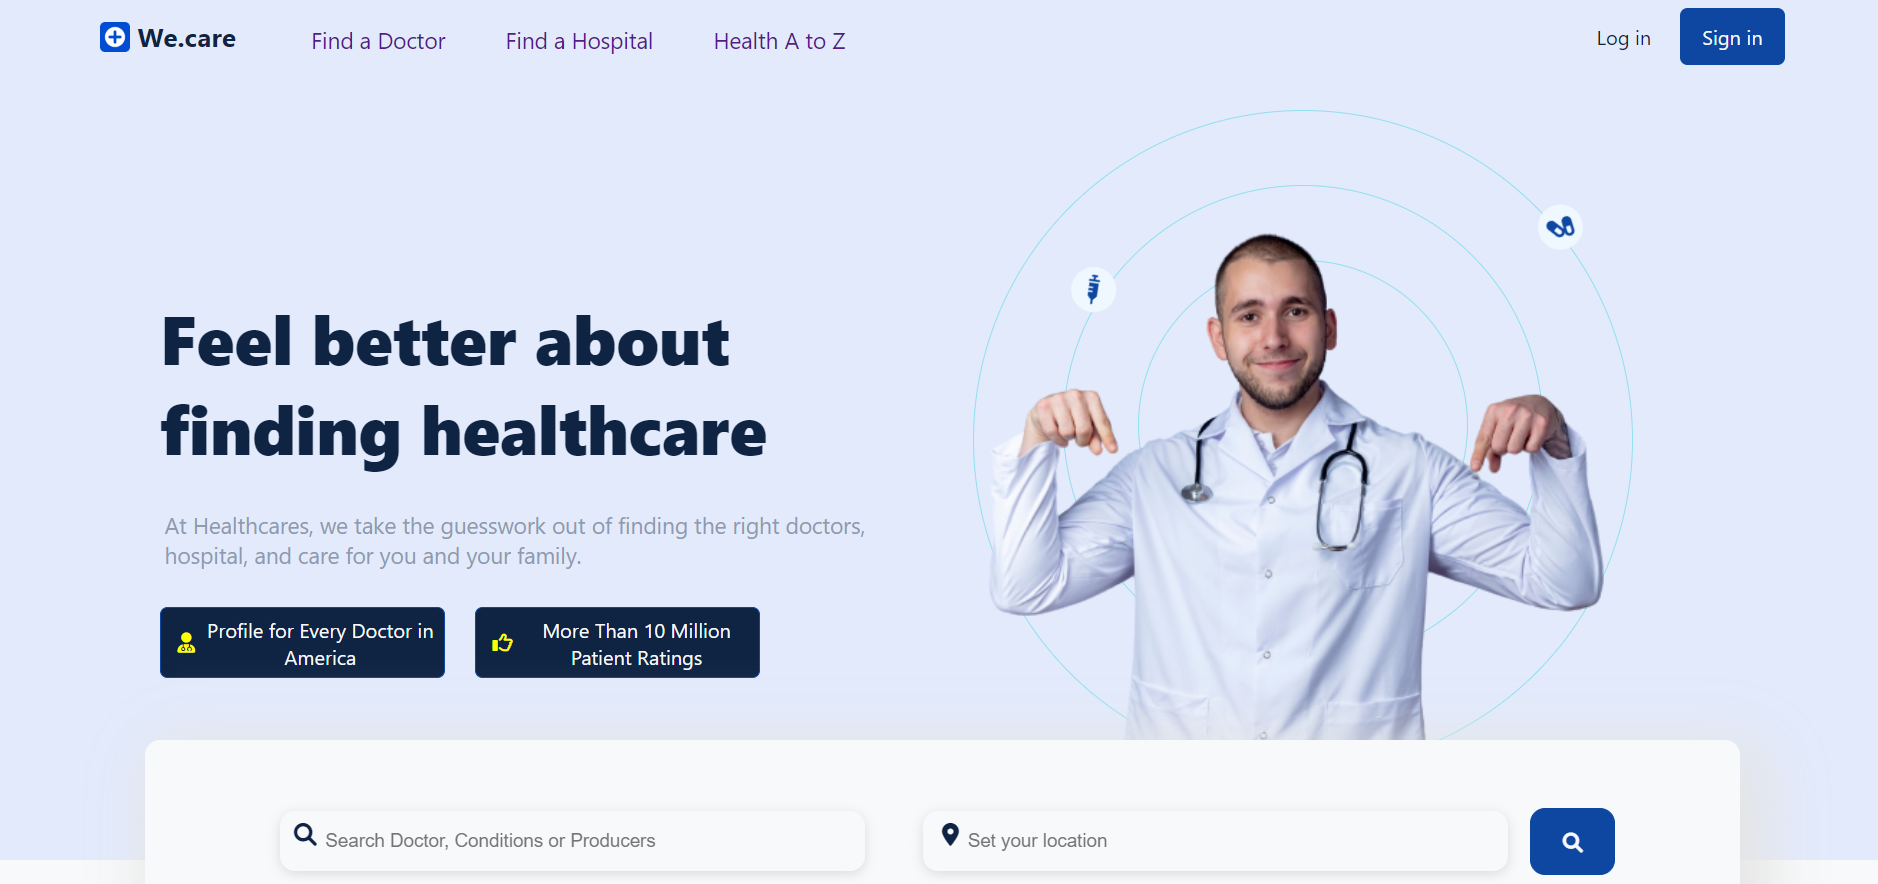 We.care
Find a Doctor
Find a Hospital
Health A to Z
Log in
Sign in
Feel better about
finding healthcare
At Healthcares, we take the guesswork out of finding the right doctors,
hospital, and care for you and your family.
Profile for Every Doctor in
America
More Than 10 Million
Patient Ratings
Search Doctor, Conditions or Producers
Set your location